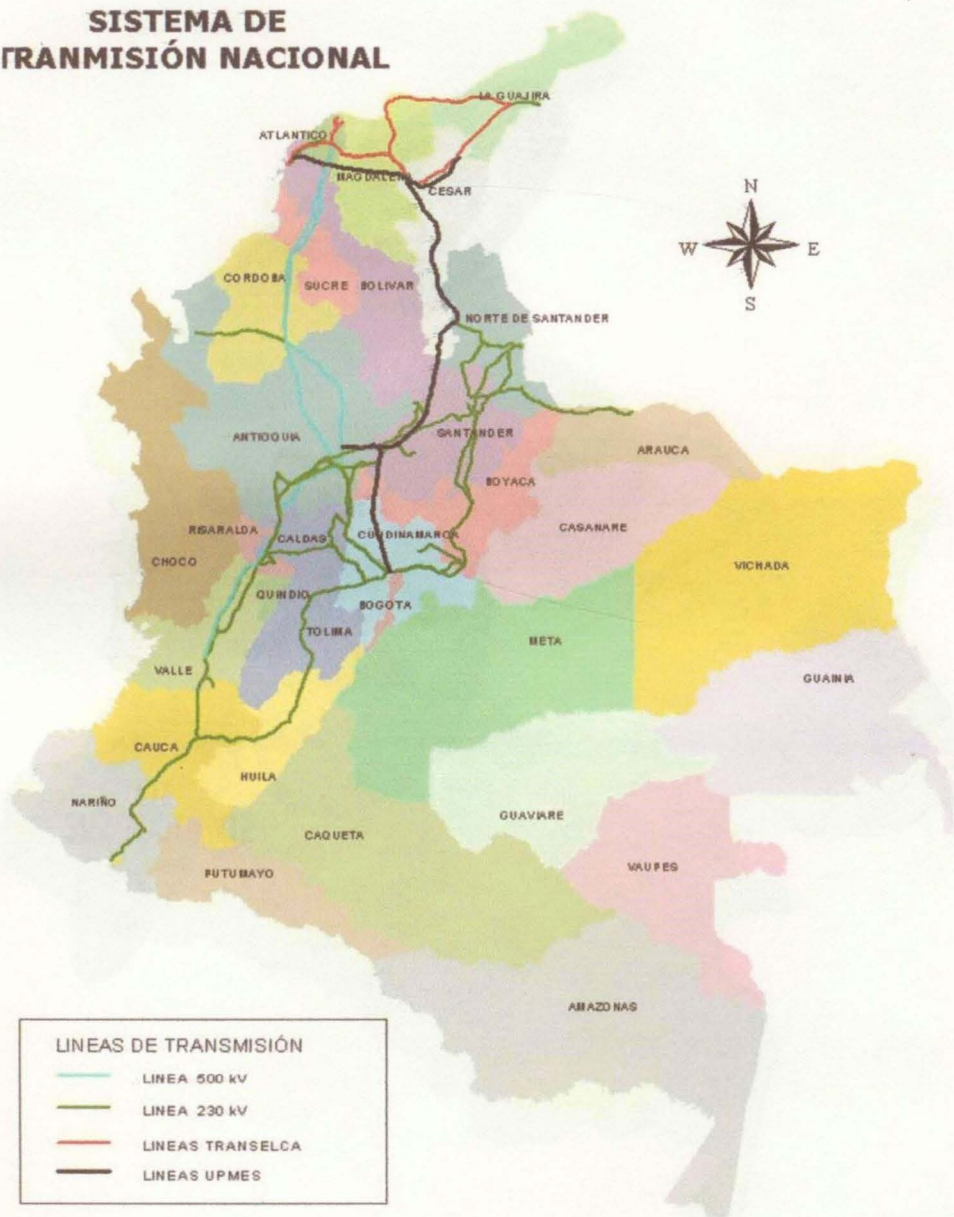 SISTEMA DE
TRANMISIÓN NACIONAL
LA GUAJIRA
ATLANTICO
MAGDALENA
CESAR
N
W E
S
CORDOBA
SUCRE BOLIVAR
NORTE DE SANTANDER
ANTIOQUIA
SANTANDER
ARAUCA
BOYACA
RISARALDA
CALDAS
CUNDINAMARCA
CASANARE
CHOCO
VICHADA
QUINDIO
BOGOTA
TOLIMA
META
VALLE
GUAINIA
CAUCA
HUILA
NARIÑO
GUAVIARE
CAQUETA
PUTUMAYO
VAUPES
AMAZONAS
LINEAS DE TRANSMISIÓN
LINEA 500 kV
LINEA 230 kV
LINEAS TRANSELCA
LINEAS UPMES